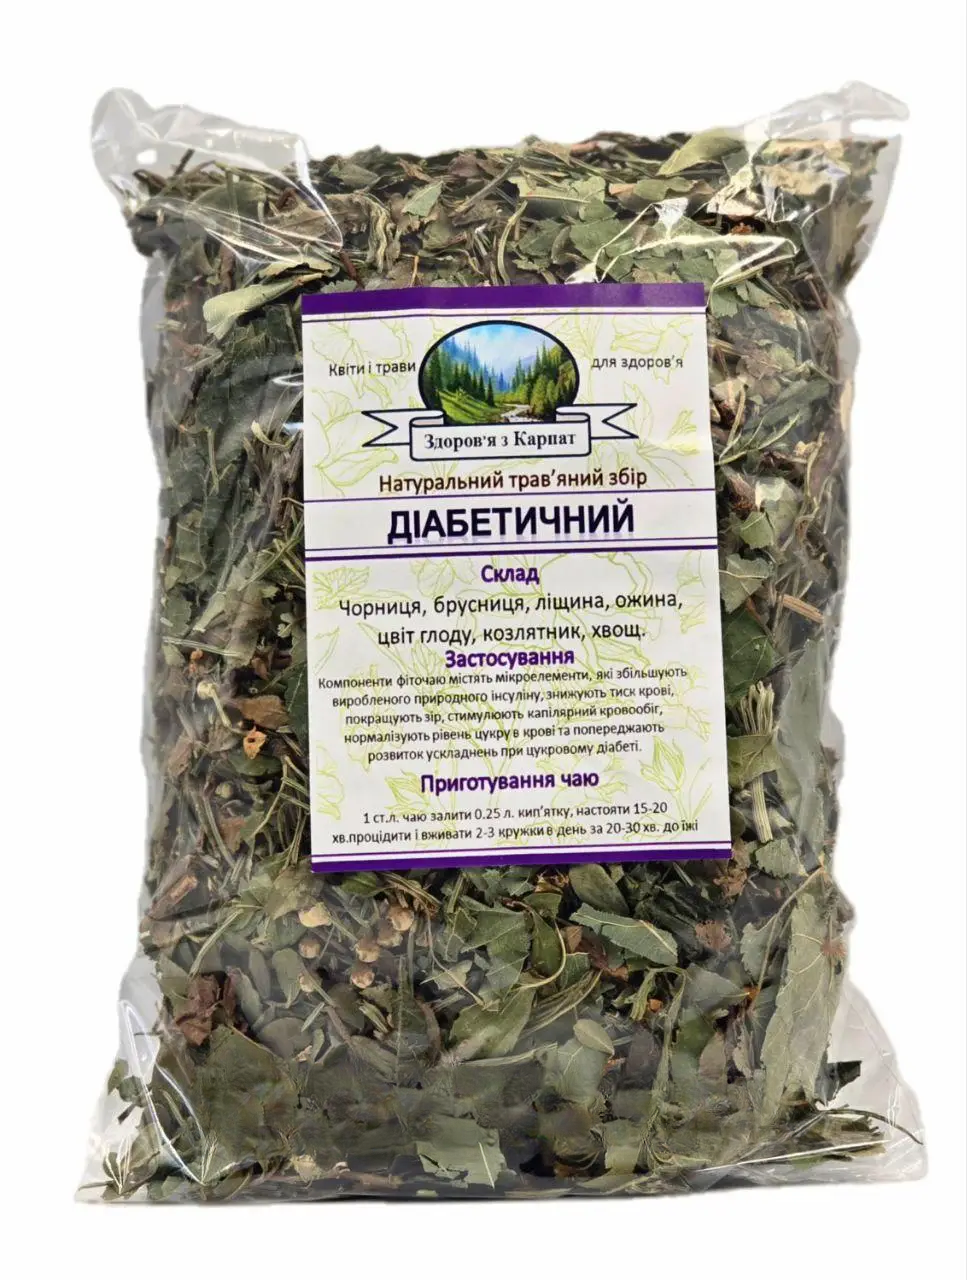 Квіти і трави для здоров'я
Здоров'я з Карпат
Натуральний трав'яний збір
ДІАБЕТИЧНИЙ
Склад
Чорниця, брусниця, ліщина, ожина,
цвіт глоду, козлятник, хвощ.
Застосування
Компоненти фіточаю містять мікроелементи, які збільшують
виробленого природного інсуліну, знижують тиск крові,
покращують зір, стимулюють капілярний кровообіг,
нормалізують рівень цукру в крові та попереджають
розвиток ускладнень при цукровому діабеті.
Приготування чаю
1 ст.л. чаю залити 0.25 л. кип'ятку, настояти 15-20
хв.процідити і вживати 2-3 кружки в день за 20-30 хв. до їжі